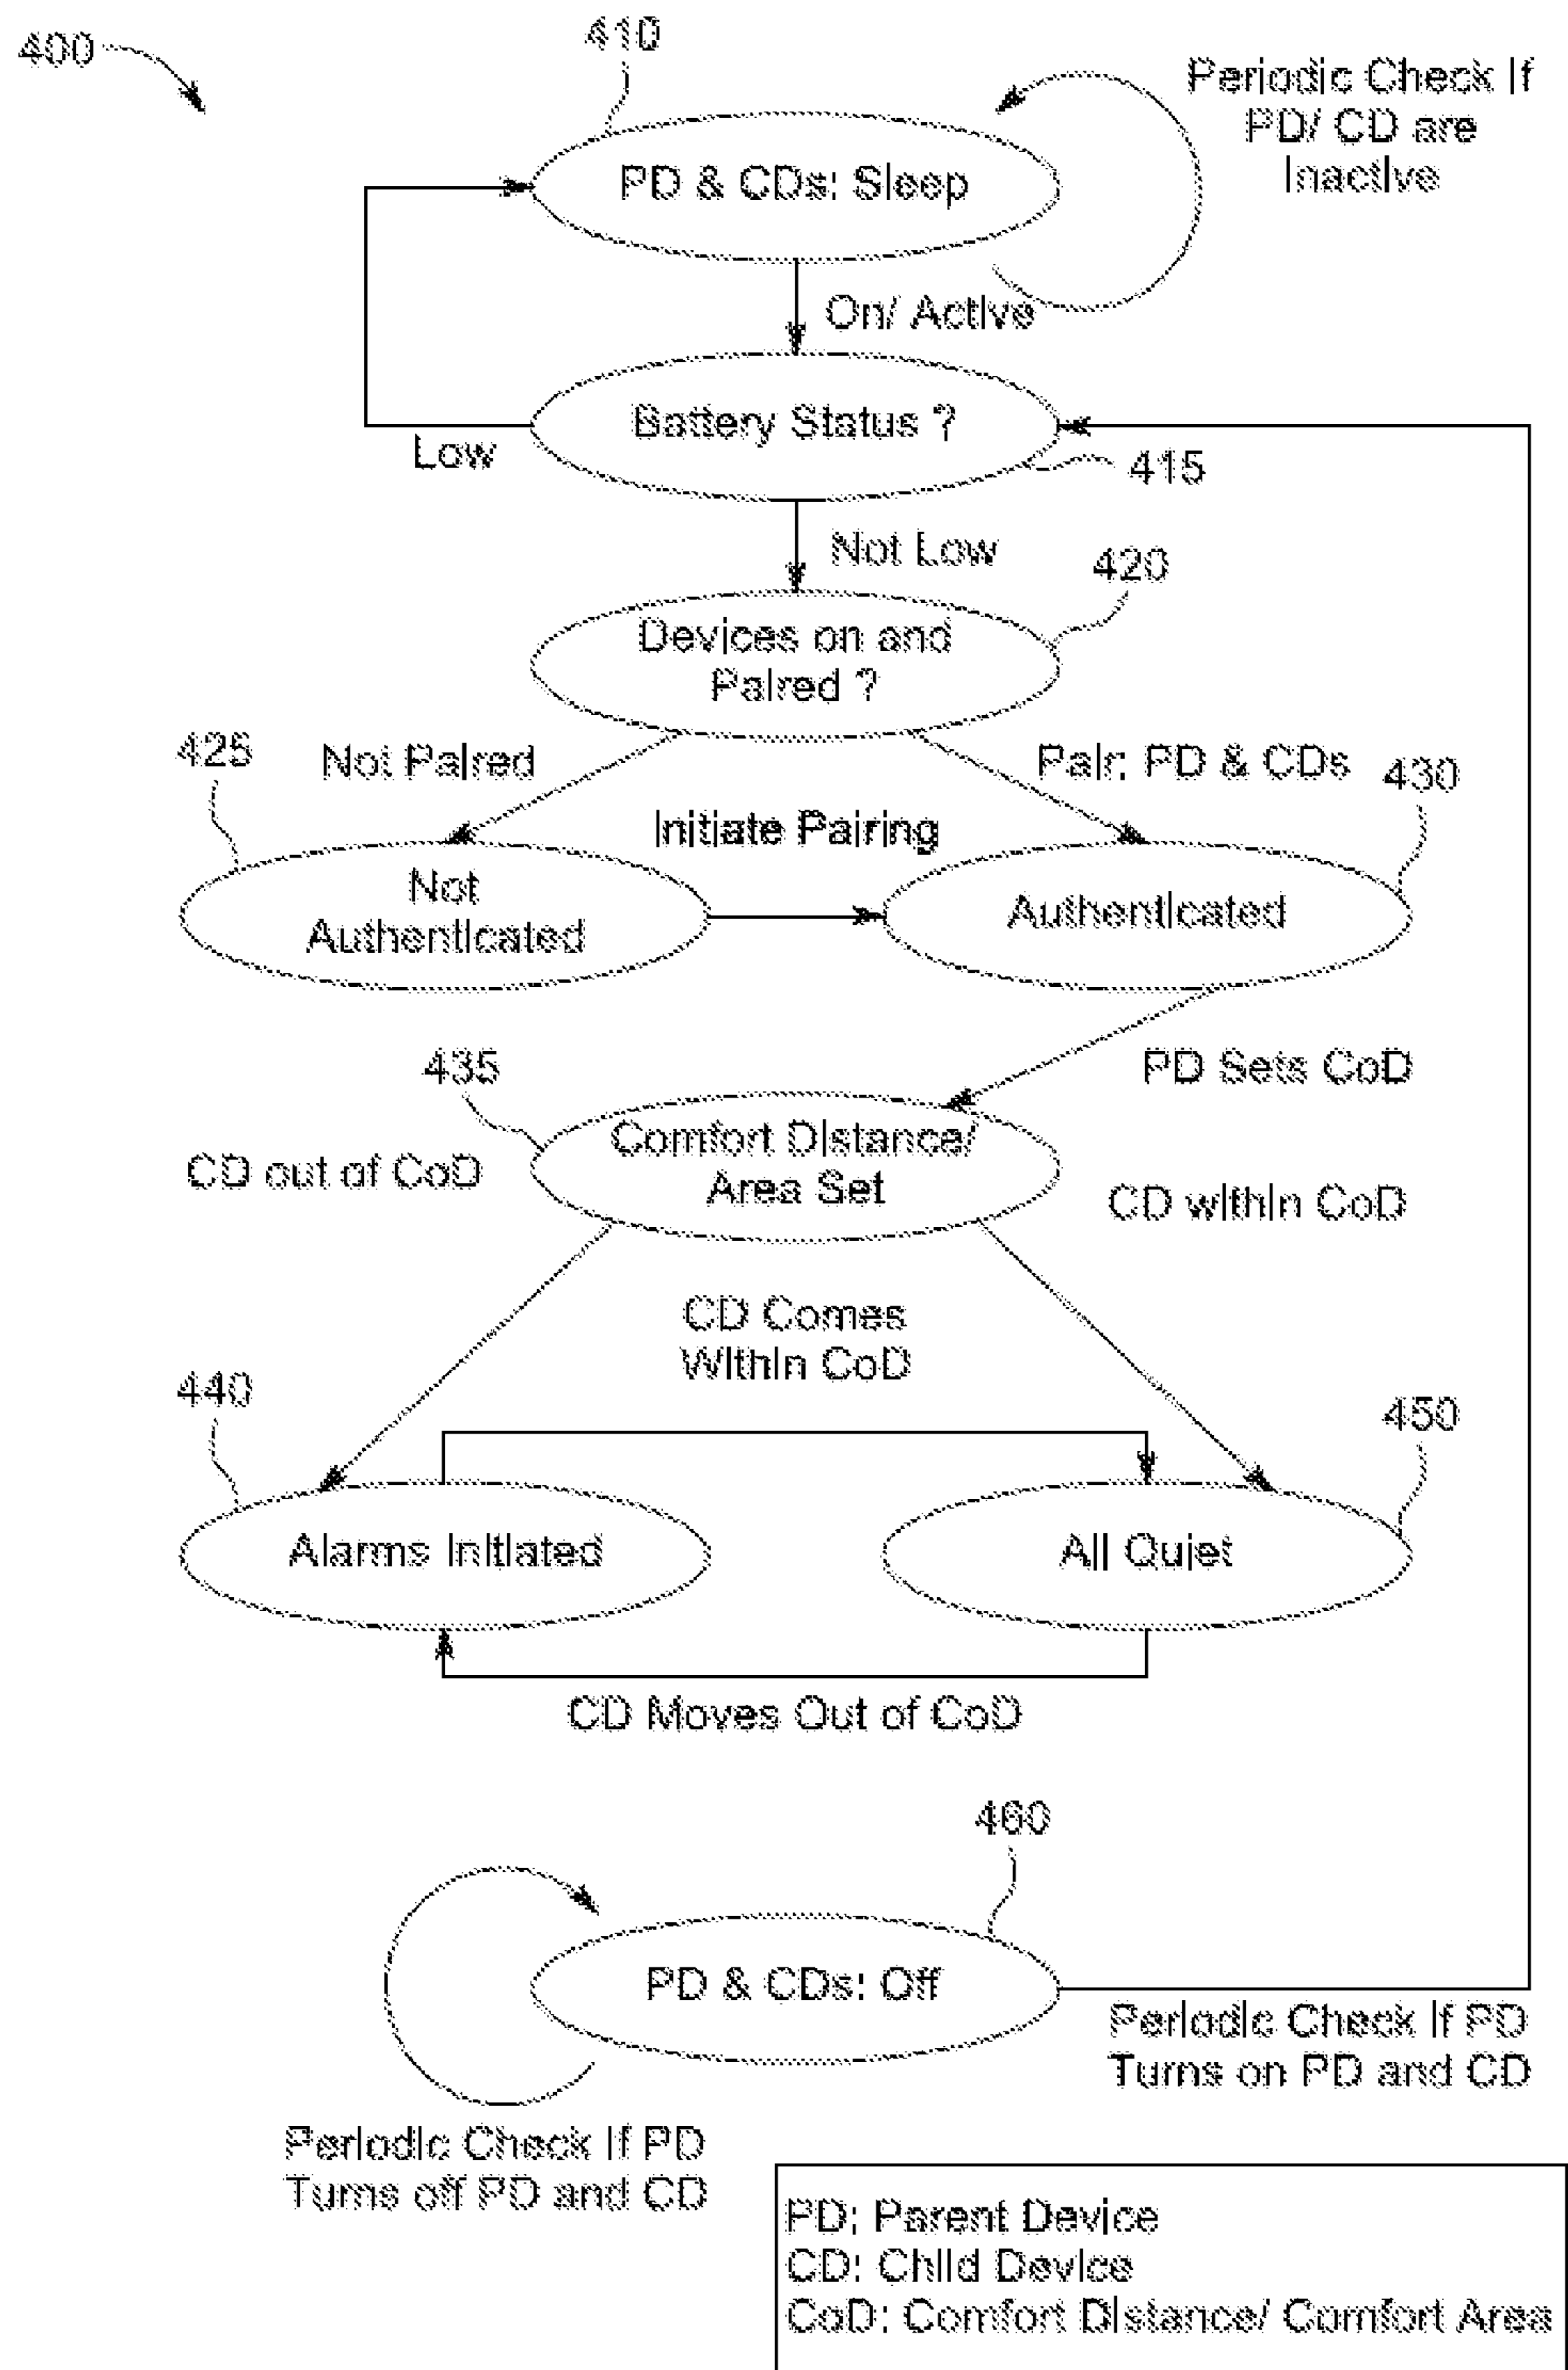 400
410
Periodic Check If
PD/ CD are
Inactive
PD & CDs: Sleep
On/ Active
Battery Status ?
Low
415
Not Low
420
Devices on and
Paired ?
425
Not Paired
Pair: PD & CDs
430
Initiate Pairing
Not
Authenticated
Authenticated
435
PD Sets CoD
Comfort Distance/
Area Set
CD out of CoD
CD within CoD
CD Comes
Within CoD
440
450
Alarms Initiated
All Quiet
CD Moves Out of CoD
460
PD & CDs: Off
Periodic Check If PD
Turns on PD and CD
Periodic Check If PD
Turns off PD and CD
PD: Parent Device
CD: Child Device
CoD: Comfort Distance/ Comfort Area